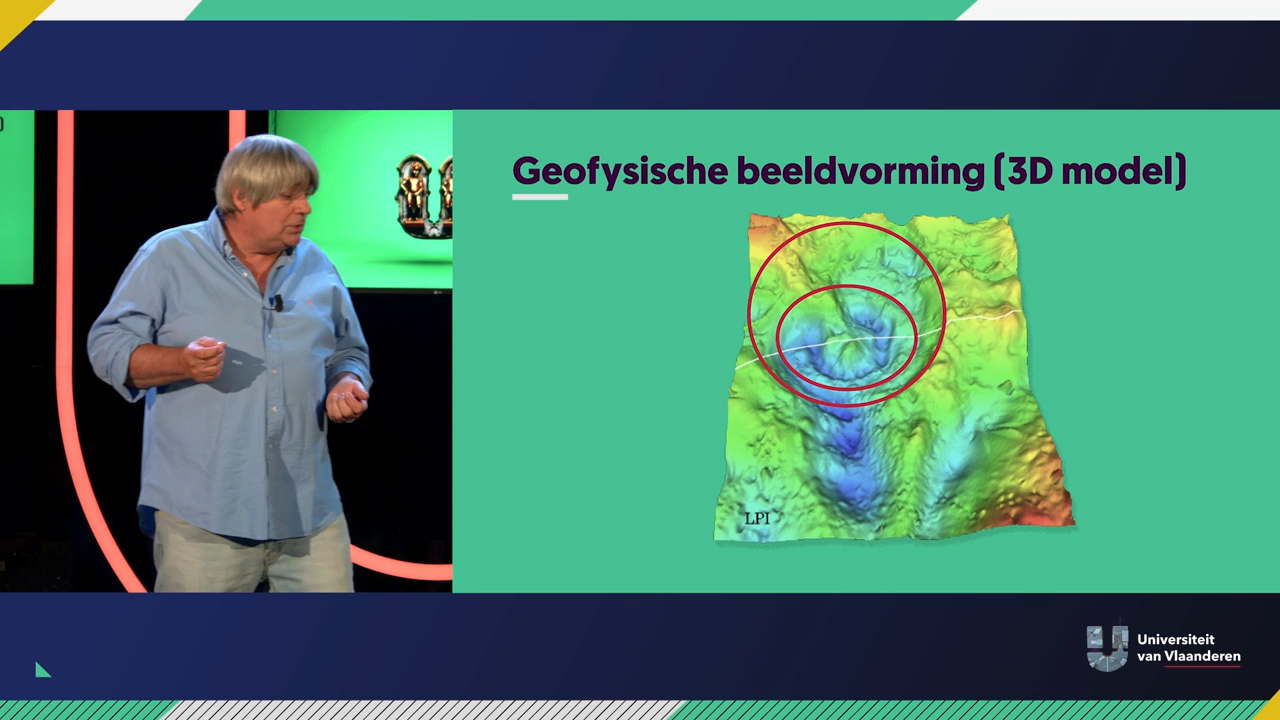 Geofysische beeldvorming (3D model)
LPI
Universiteit
van Vlaanderen